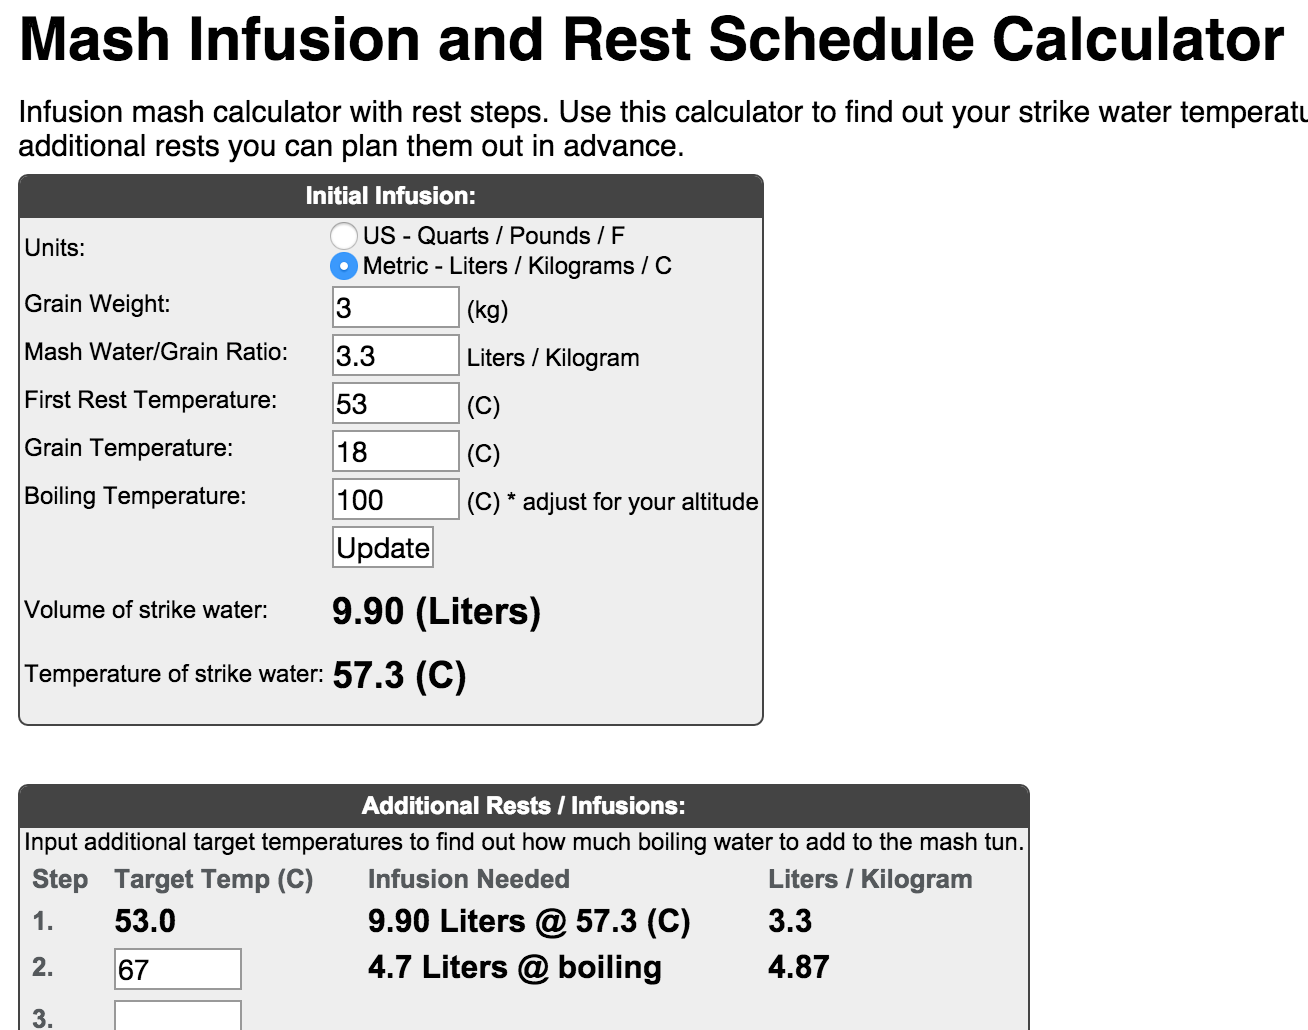 Mash Infusion and Rest Schedule Calculator
Infusion mash calculator with rest steps. Use this calculator to find out your strike water
additional rests you can plan them out in advance.
Initial Infusion:
Units:
US - Quarts / Pounds / F
Metric - Liters / Kilograms / C
Grain Weight: 3 (kg)
Mash Water/Grain Ratio: 3.3 Liters / Kilogram
First Rest Temperature: 53 (C)
Grain Temperature: 18 (C)
Boiling Temperature: 100 (C) * adjust for your altitude
Update
Volume of strike water: 9.90 (Liters)
Temperature of strike water: 57.3 (C)
Additional Rests / Infusions:
Input additional target temperatures to find out how much boiling water to add to the mash tun.
Step Target Temp (C) Infusion Needed Liters / Kilogram
1. 53.0 9.90 Liters @ 57.3 (C) 3.3
2. 67 4.7 Liters @ boiling 4.87
3.